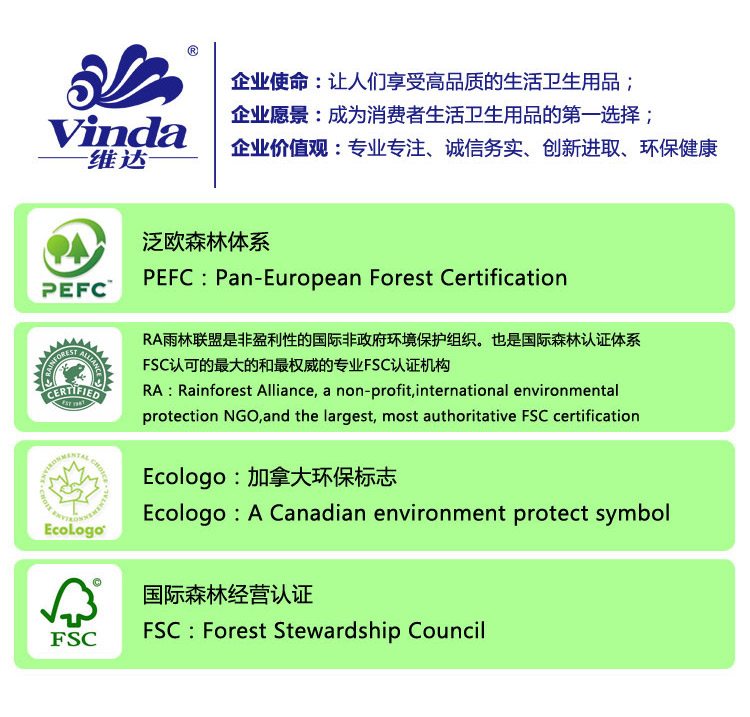 ®
Vinda
维达
企业使命：让人们享受高品质的生活卫生用品；
企业愿景：成为消费者生活卫生用品的第一选择；
企业价值观：专业专注、诚信务实、创新进取、环保健康
PEFC™
泛欧森林体系
PEFC：Pan-European Forest Certification
RAINFOREST ALLIANCE
CERTIFIED
EST 1987
RA雨林联盟是非盈利性的国际非政府环境保护组织。也是国际森林认证体系
FSC认可的最大的和最权威的专业FSC认证机构
RA：Rainforest Alliance, a non-profit,international environmental
protection NGO,and the largest, most authoritative FSC certification
ENVIRONMENTAL CHOICE
CHOIX ENVIRONNEMENTAL
EcoLogo
Ecologo：加拿大环保标志
Ecologo：A Canadian environment protect symbol
©
FSC
国际森林经营认证
FSC：Forest Stewardship Council